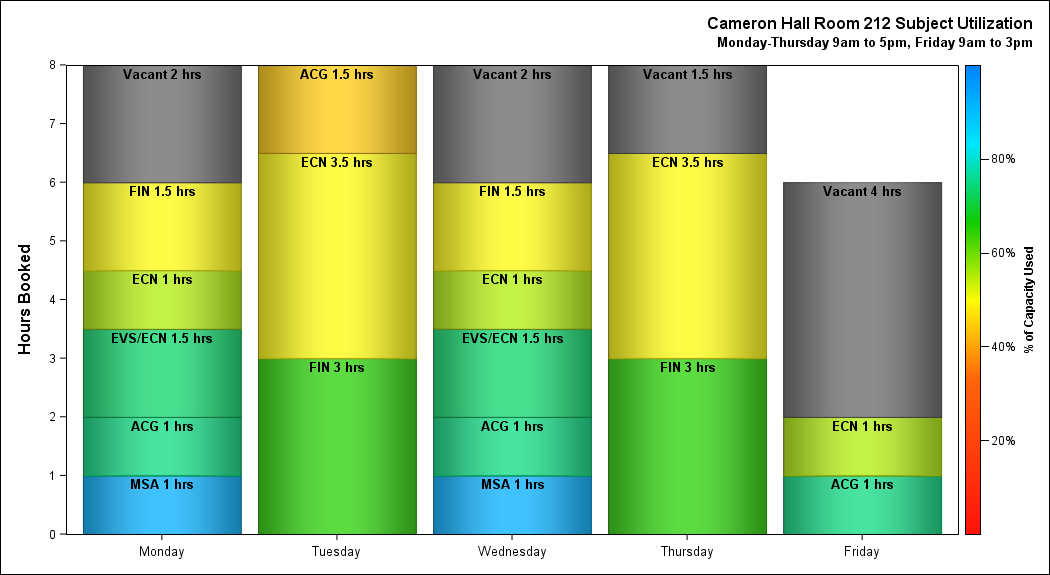 Cameron Hall Room 212 Subject Utilization
Monday-Thursday 9am to 5pm, Friday 9am to 3pm
Hours Booked
8
7
6
5
4
3
2
1
0
Vacant 2 hrs
FIN 1.5 hrs
ECN 1 hrs
EVS/ECN 1.5 hrs
ACG 1 hrs
MSA 1 hrs
ACG 1.5 hrs
ECN 3.5 hrs
FIN 3 hrs
Vacant 2 hrs
FIN 1.5 hrs
ECN 1 hrs
EVS/ECN 1.5 hrs
ACG 1 hrs
MSA 1 hrs
Vacant 1.5 hrs
ECN 3.5 hrs
FIN 3 hrs
Vacant 4 hrs
ECN 1 hrs
ACG 1 hrs
Monday
Tuesday
Wednesday
Thursday
Friday
80%
60%
40%
20%
% of Capacity Used